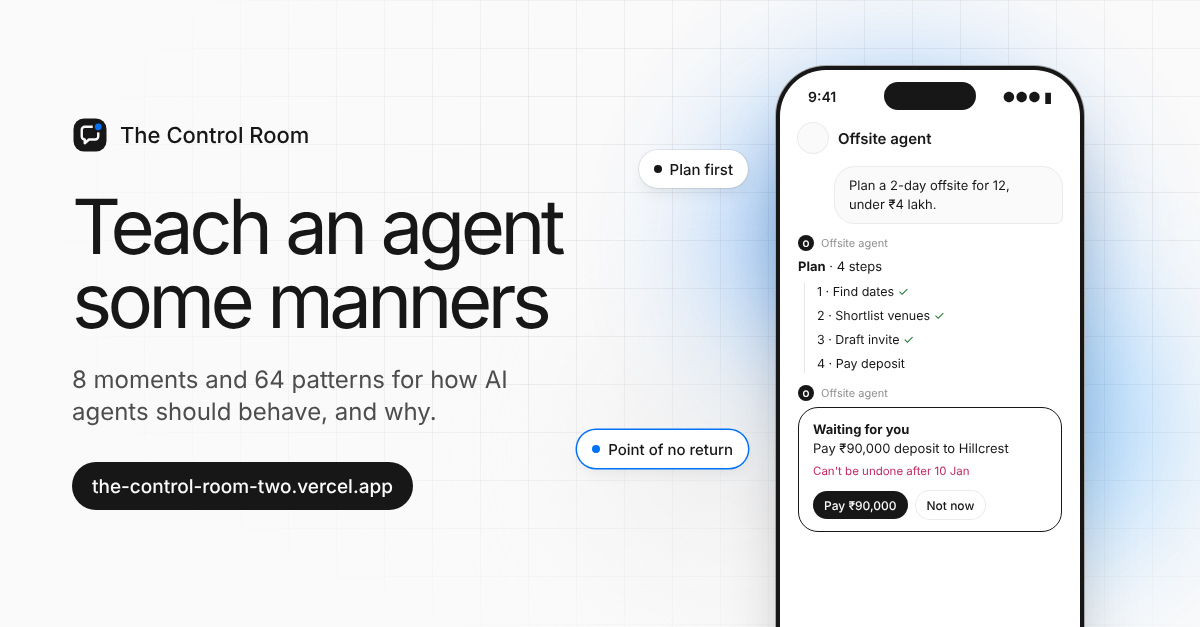 The Control Room
Teach an agent
some manners
8 moments and 64 patterns for how AI
agents should behave, and why.
the-control-room-two.vercel.app
Plan first
Point of no return
9:41
Offsite agent
Plan a 2-day offsite for 12,
under ₹4 lakh.
O Offsite agent
Plan · 4 steps
1 · Find dates ✓
2 · Shortlist venues ✓
3 · Draft invite ✓
4 · Pay deposit
O Offsite agent
Waiting for you
Pay ₹90,000 deposit to Hillcrest
Can't be undone after 10 Jan
Pay ₹90,000 Not now